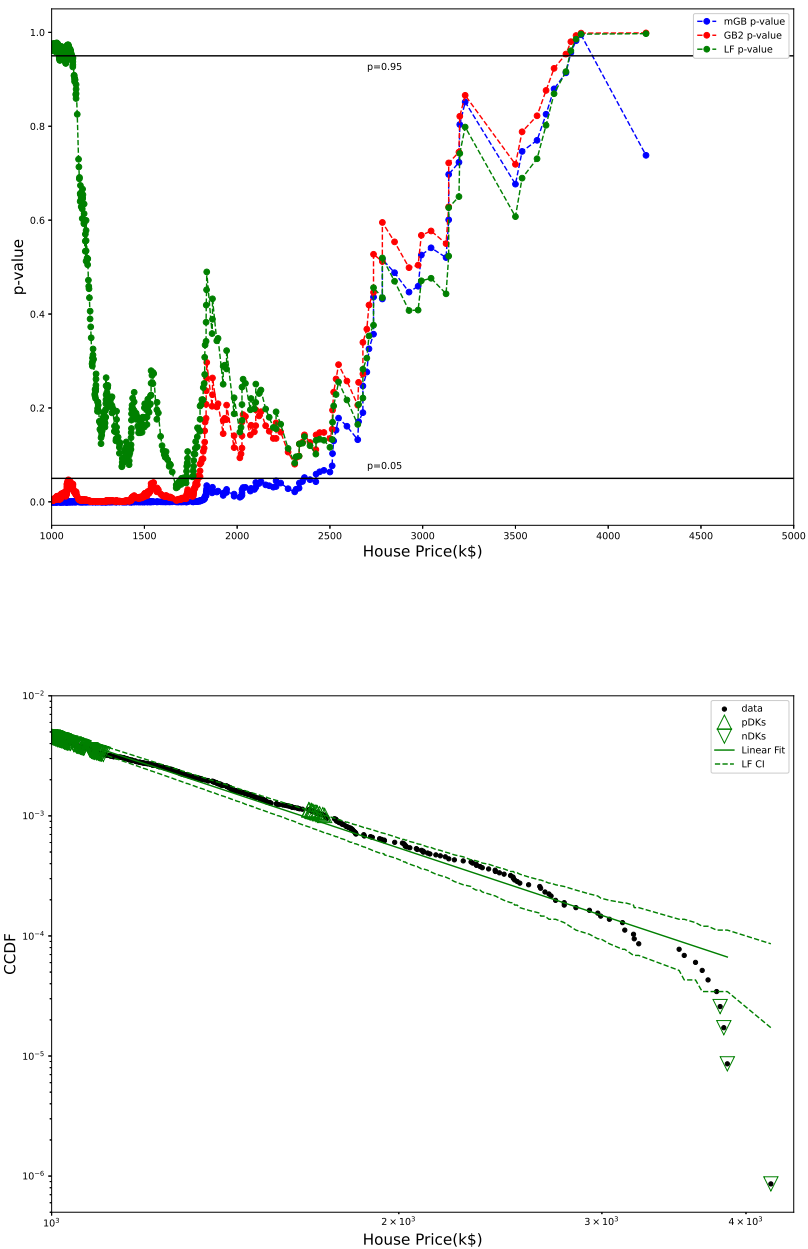 mGB p-value
GB2 p-value
LF p-value
1.0
0.8
0.6
0.4
0.2
0.0
p-value
p=0.95
p=0.05
1000 1500 2000 2500 3000 3500 4000 4500 5000
House Price(k$)
data
pDKs
nDKs
Linear Fit
LF CI
10⁻²
10⁻³
10⁻⁴
10⁻⁵
10⁻⁶
CCDF
10³ 2 × 10³ 3 × 10³ 4 × 10³
House Price(k$)